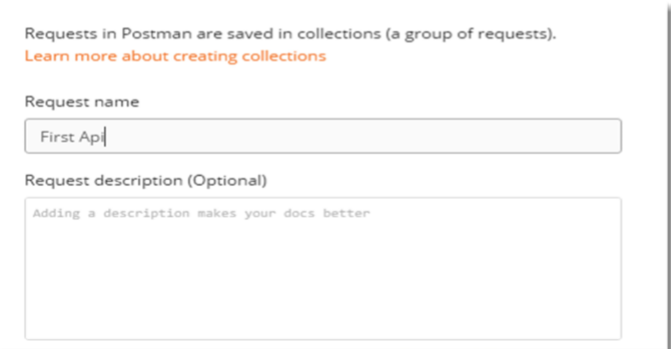 Requests in Postman are saved in collections (a group of requests).
Learn more about creating collections
Request name
First Api
Request description (Optional)
Adding a description makes your docs better